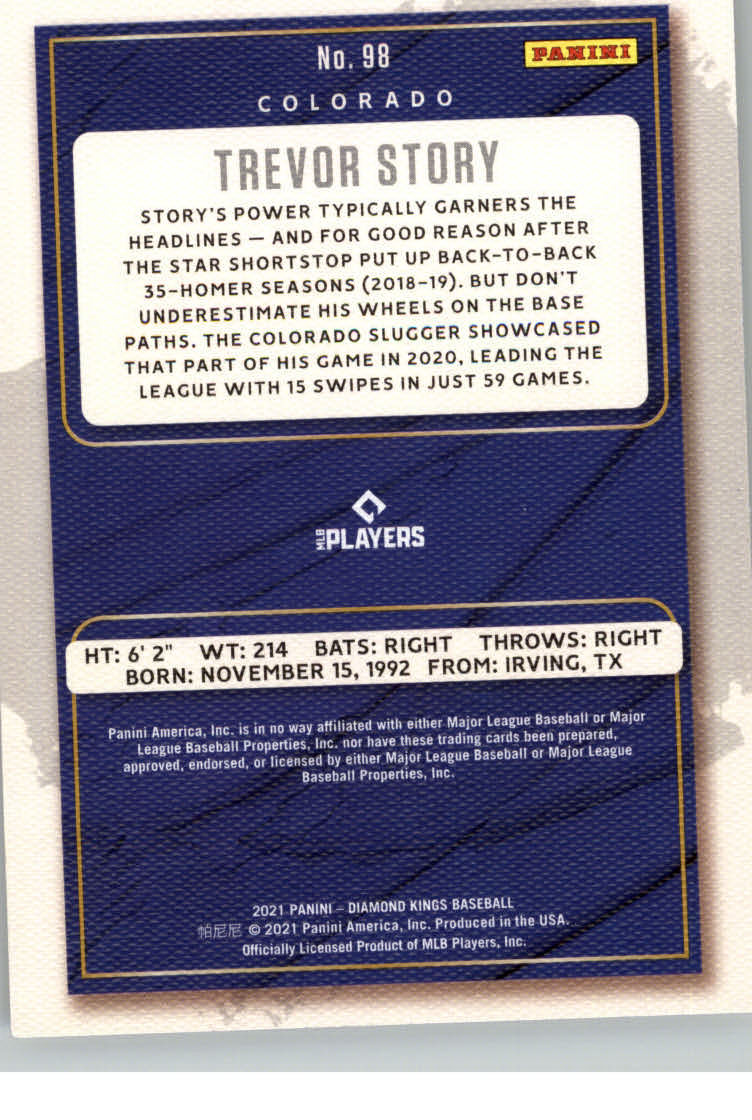 No. 98
PANINI
COLORADO
TREVOR STORY
STORY'S POWER TYPICALLY GARNERS THE
HEADLINES — AND FOR GOOD REASON AFTER
THE STAR SHORTSTOP PUT UP BACK-TO-BACK
35-HOMER SEASONS (2018-19). BUT DON'T
UNDERESTIMATE HIS WHEELS ON THE BASE
PATHS. THE COLORADO SLUGGER SHOWCASED
THAT PART OF HIS GAME IN 2020, LEADING THE
LEAGUE WITH 15 SWIPES IN JUST 59 GAMES.
MLB PLAYERS
HT: 6' 2" WT: 214 BATS: RIGHT THROWS: RIGHT
BORN: NOVEMBER 15, 1992 FROM: IRVING, TX
Panini America, Inc. is in no way affiliated with either Major League Baseball or Major
League Baseball Properties, Inc. nor have these trading cards been prepared,
approved, endorsed, or licensed by either Major League Baseball or Major League
Baseball Properties, Inc.
2021 PANINI – DIAMOND KINGS BASEBALL
帕尼尼 © 2021 Panini America, Inc. Produced in the USA.
Officially Licensed Product of MLB Players, Inc.